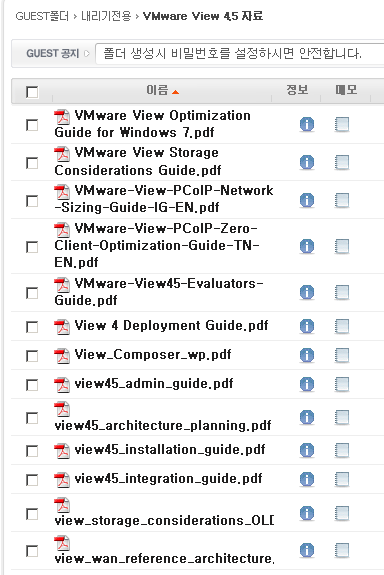 GUEST폴더 › 내리기전용 › VMware View 4.5 자료
GUEST 공지 폴더 생성시 비밀번호를 설정하시면 안전합니다.
이름 정보 메모
VMware View Optimization
Guide for Windows 7.pdf
VMware View Storage
Considerations Guide.pdf
VMware-View-PCoIP-Network
-Sizing-Guide-IG-EN.pdf
VMware-View-PCoIP-Zero-
Client-Optimization-Guide-TN-
EN.pdf
VMware-View45-Evaluators-
Guide.pdf
View 4 Deployment Guide.pdf
View_Composer_wp.pdf
view45_admin_guide.pdf
view45_architecture_planning.pdf
view45_installation_guide.pdf
view45_integration_guide.pdf
view_storage_considerations_OLD
view_wan_reference_architecture.